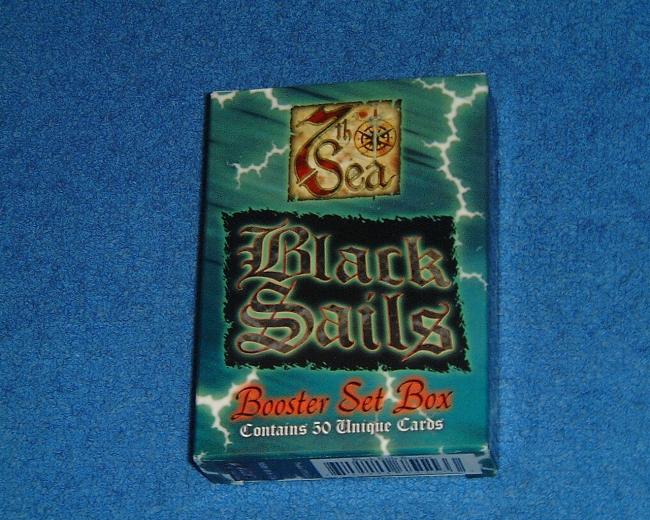 7th
Sea
Black
Sails
Booster Set Box
Contains 50 Unique Cards